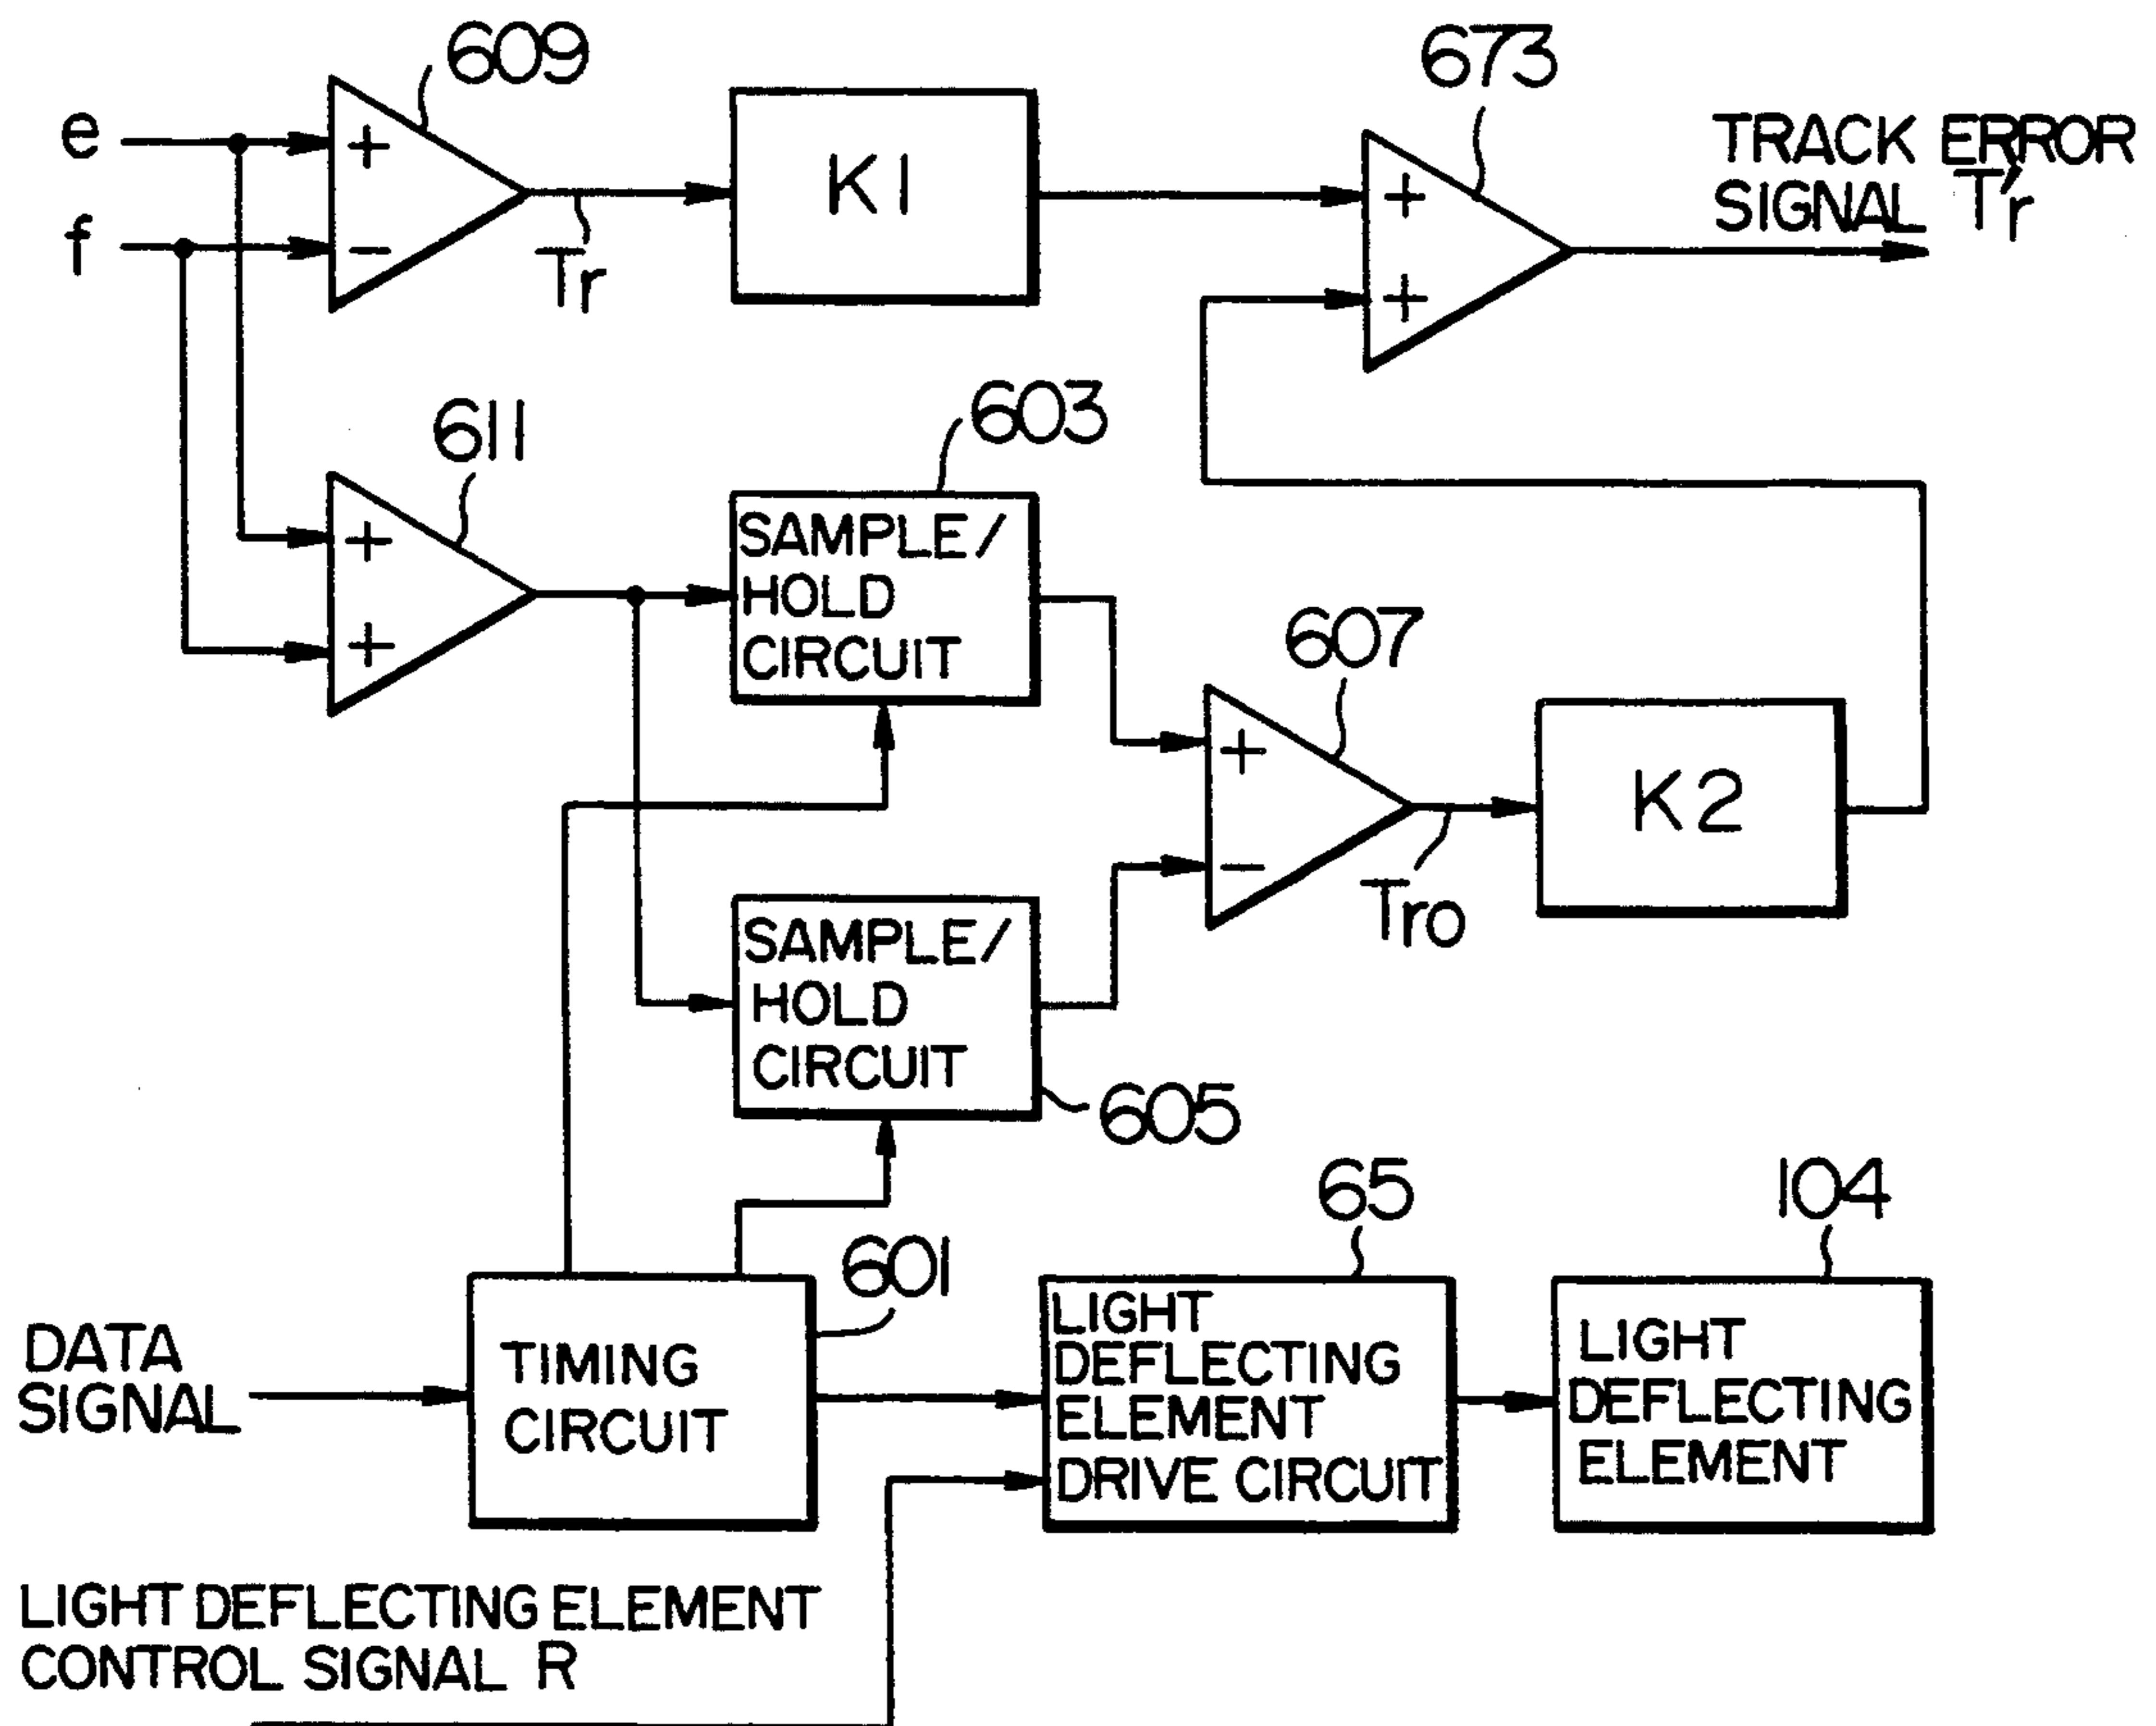 609
673
e
+
K1
+
TRACK ERROR
SIGNAL T'r
f
-
Tr
+
611
603
+
+
SAMPLE/
HOLD
CIRCUIT
607
+
-
K2
Tro
SAMPLE/
HOLD
CIRCUIT
605
65
104
601
DATA
SIGNAL
TIMING
CIRCUIT
LIGHT
DEFLECTING
ELEMENT
DRIVE CIRCUIT
LIGHT
DEFLECTING
ELEMENT
LIGHT DEFLECTING ELEMENT
CONTROL SIGNAL R